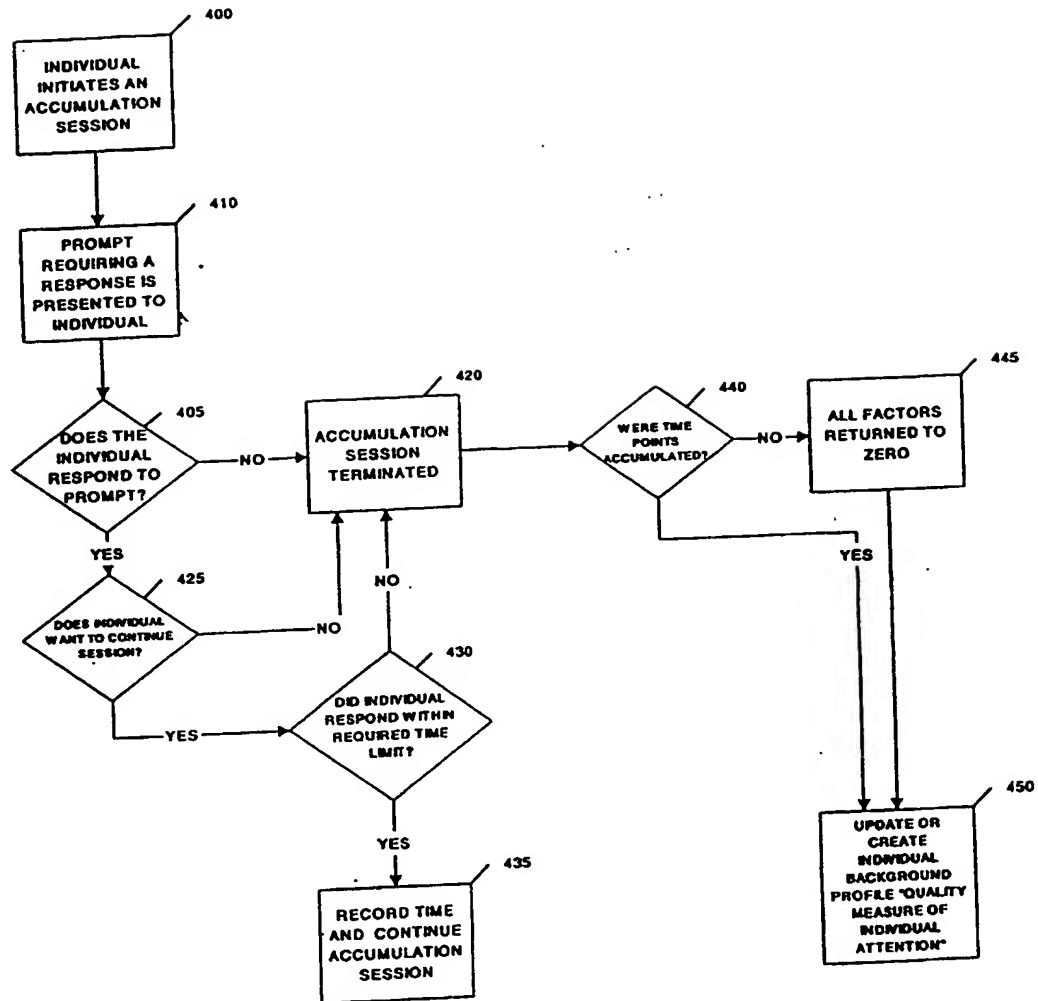 400
INDIVIDUAL
INITIATES AN
ACCUMULATION
SESSION
410
PROMPT
REQUIRING A
RESPONSE IS
PRESENTED TO
INDIVIDUAL
405
DOES THE
INDIVIDUAL
RESPOND TO
PROMPT?
NO
YES
420
ACCUMULATION
SESSION
TERMINATED
440
WERE TIME
POINTS
ACCUMULATED?
NO
YES
445
ALL FACTORS
RETURNED TO
ZERO
425
DOES INDIVIDUAL
WANT TO CONTINUE
SESSION?
NO
YES
NO
430
DID INDIVIDUAL
RESPOND WITHIN
REQUIRED TIME
LIMIT?
YES
435
RECORD TIME
AND CONTINUE
ACCUMULATION
SESSION
450
UPDATE OR
CREATE
INDIVIDUAL
BACKGROUND
PROFILE "QUALITY
MEASURE OF
INDIVIDUAL
ATTENTION"